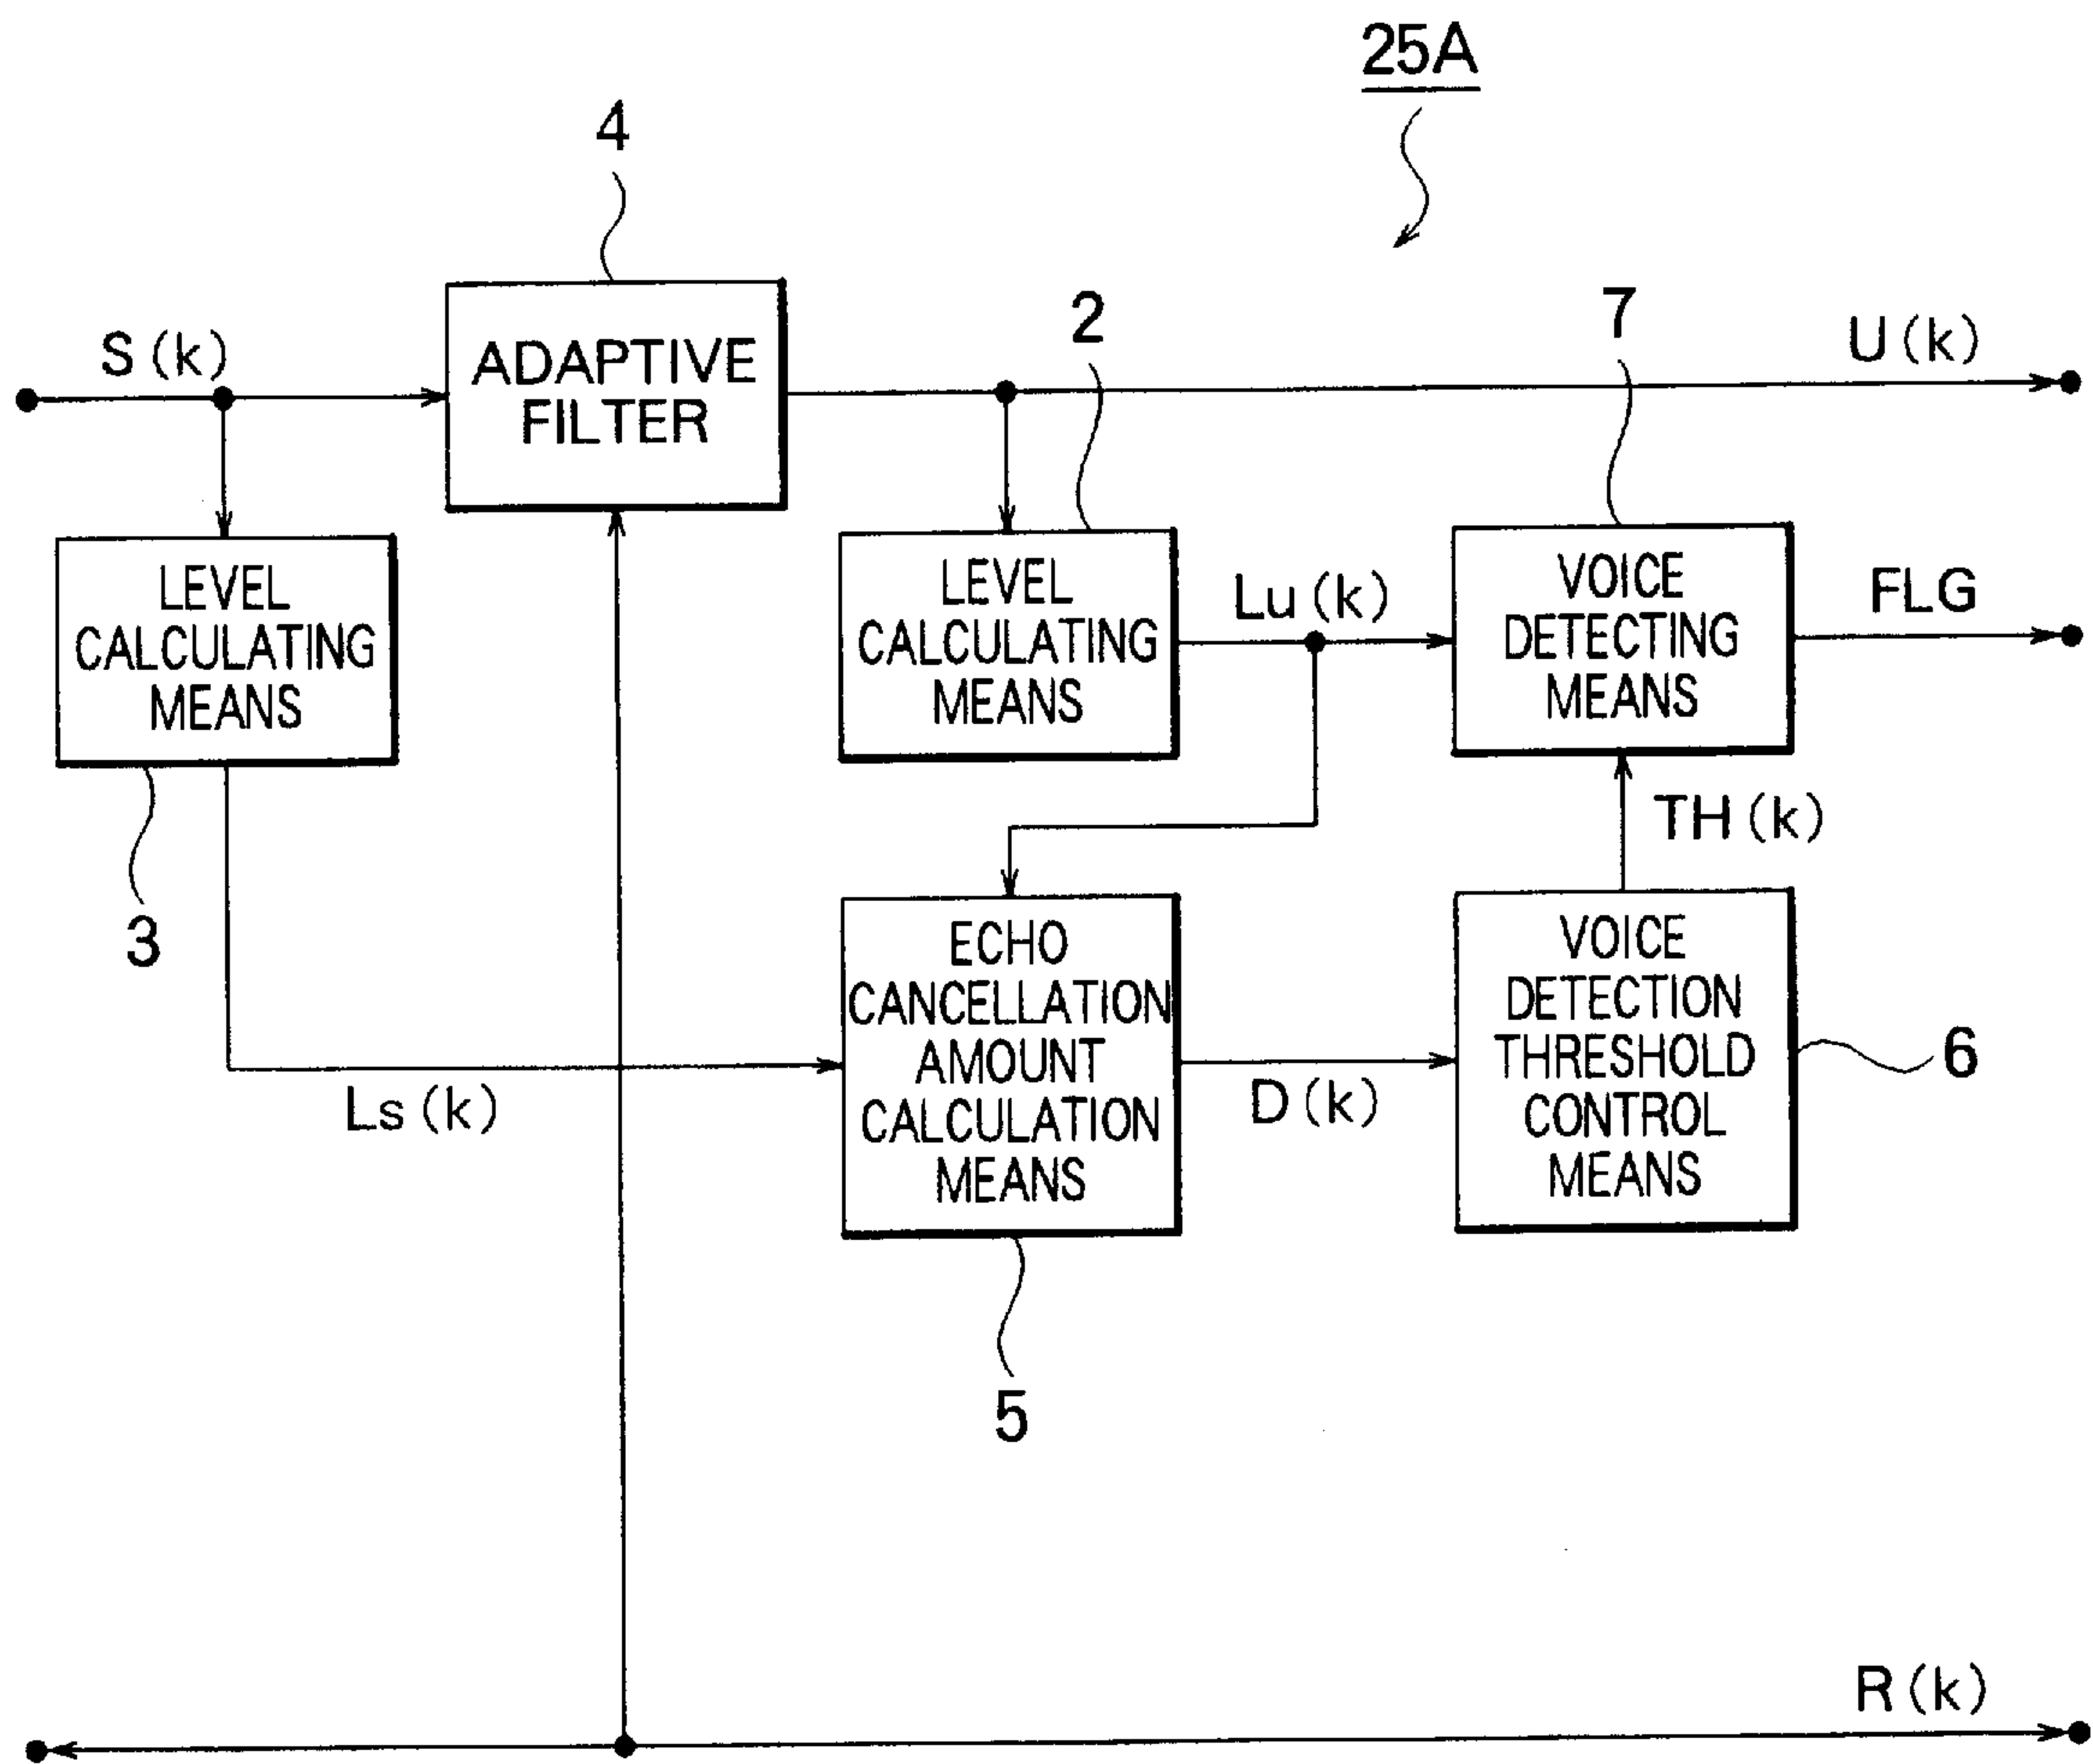 25A
4
2
7
S(k)
ADAPTIVE
FILTER
U(k)
LEVEL
CALCULATING
MEANS
LEVEL
CALCULATING
MEANS
Lu(k)
VOICE
DETECTING
MEANS
FLG
TH(k)
3
Ls(k)
ECHO
CANCELLATION
AMOUNT
CALCULATION
MEANS
D(k)
VOICE
DETECTION
THRESHOLD
CONTROL
MEANS
6
5
R(k)